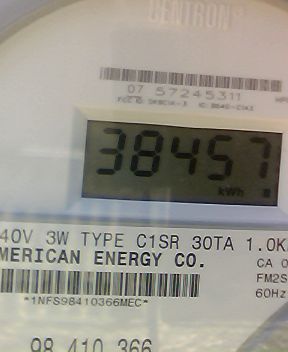 CENTRON®
07 57245311
38457
kWh
40V 3W TYPE C1SR 30TA 1.0K
MERICAN ENERGY CO.
CA 0
FM2S
60Hz
*1NFS98410366MEC*
98 410 366